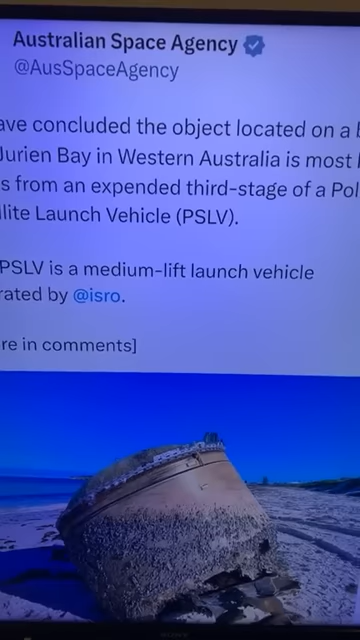 Australian Space Agency
@AusSpaceAgency
ave concluded the object located on a
Jurien Bay in Western Australia is most
s from an expended third-stage of a Pol
lite Launch Vehicle (PSLV).
PSLV is a medium-lift launch vehicle
rated by @isro.
re in comments]